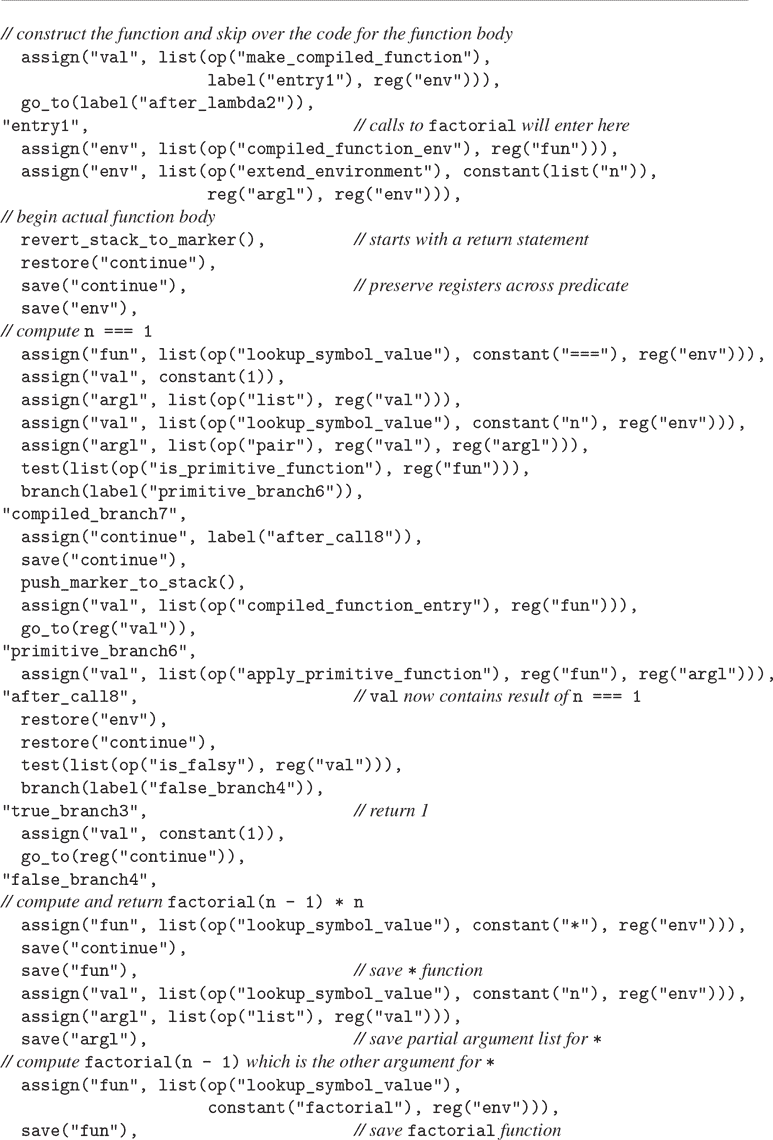 // construct the function and skip over the code for the function body
  assign("val", list(op("make_compiled_function"),
                     label("entry1"), reg("env"))),
  go_to(label("after_lambda2")),
"entry1",                          // calls to factorial will enter here
  assign("env", list(op("compiled_function_env"), reg("fun"))),
  assign("env", list(op("extend_environment"), constant(list("n")),
                     reg("argl"), reg("env"))),
// begin actual function body
  revert_stack_to_marker(),        // starts with a return statement
  restore("continue"),
  save("continue"),                // preserve registers across predicate
  save("env"),
// compute n === 1
  assign("fun", list(op("lookup_symbol_value"), constant("==="), reg("env"))),
  assign("val", constant(1)),
  assign("argl", list(op("list"), reg("val"))),
  assign("val", list(op("lookup_symbol_value"), constant("n"), reg("env"))),
  assign("argl", list(op("pair"), reg("val"), reg("argl"))),
  test(list(op("is_primitive_function"), reg("fun"))),
  branch(label("primitive_branch6")),
"compiled_branch7",
  assign("continue", label("after_call8")),
  save("continue"),
  push_marker_to_stack(),
  assign("val", list(op("compiled_function_entry"), reg("fun"))),
  go_to(reg("val")),
"primitive_branch6",
  assign("val", list(op("apply_primitive_function"), reg("fun"), reg("argl"))),
"after_call8",                     // val now contains result of n === 1
  restore("env"),
  restore("continue"),
  test(list(op("is_falsy"), reg("val"))),
  branch(label("false_branch4")),
"true_branch3",                    // return 1
  assign("val", constant(1)),
  go_to(reg("continue")),
"false_branch4",
// compute and return factorial(n - 1) * n
  assign("fun", list(op("lookup_symbol_value"), constant("*"), reg("env"))),
  save("continue"),
  save("fun"),                     // save * function
  assign("val", list(op("lookup_symbol_value"), constant("n"), reg("env"))),
  assign("argl", list(op("list"), reg("val"))),
  save("argl"),                    // save partial argument list for *
// compute factorial(n - 1) which is the other argument for *
  assign("fun", list(op("lookup_symbol_value"),
                     constant("factorial"), reg("env"))),
  save("fun"),                     // save factorial function